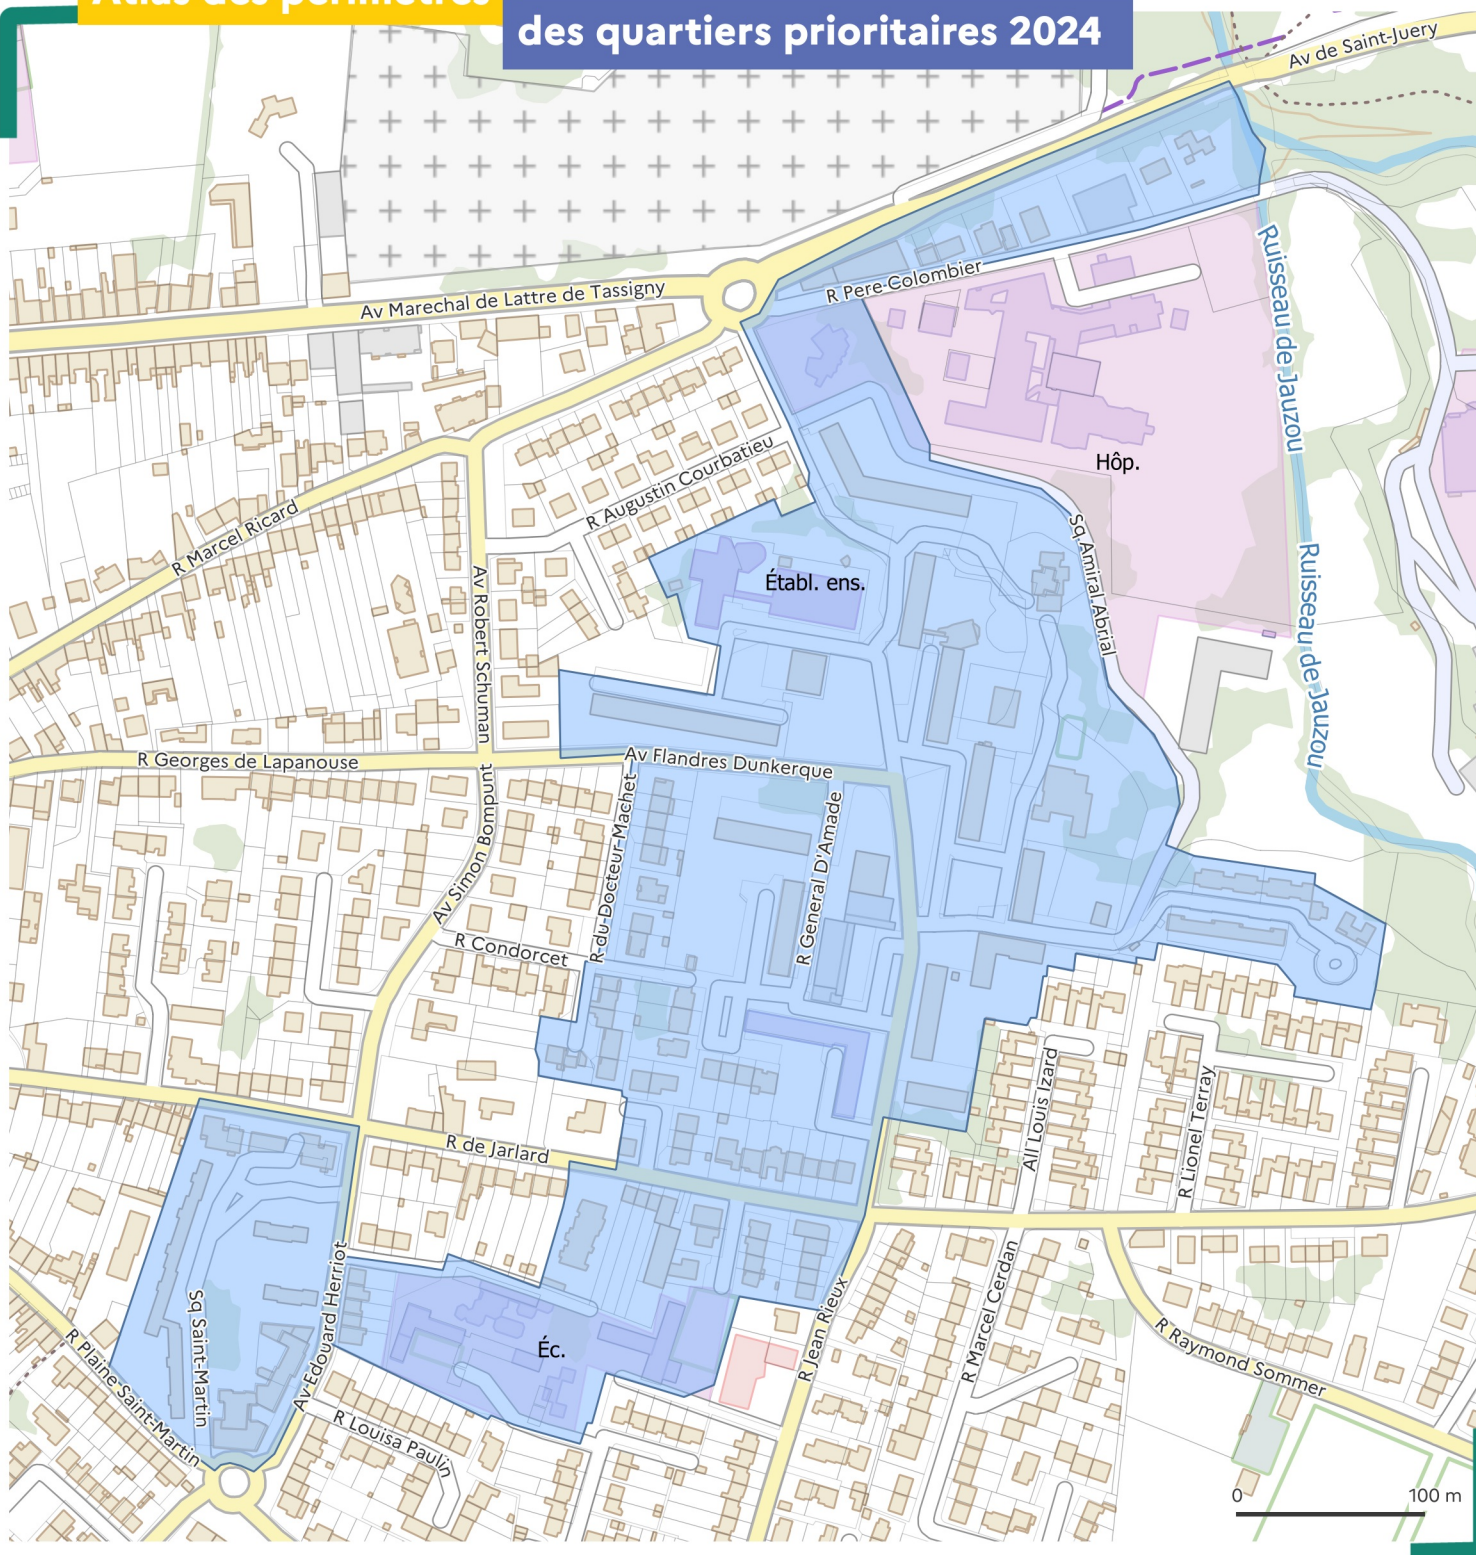 Atlas des périmètres
des quartiers prioritaires 2024
Av de Saint-Juery
Ruisseau de Jauzou
R Pere Colombier
Av Marechal de Lattre de Tassigny
Hôp.
R Augustin Courbatieu
R Marcel Ricard
Sq Amiral Abrial
Établ. ens.
Ruisseau de Jauzou
Av Robert Schuman
R Georges de Lapanouse
Av Flandres Dunkerque
Av Simon Boumunt
R du Docteur Machet
R General D'Amade
R Condorcet
All Louis Izard
R Lionel Terray
R de Jarlard
Av Edouard Herriot
Sq Saint-Martin
R Plaine Saint-Martin
Éc.
R Jean Rieux
R Marcel Cerdan
R Raymond Sommer
R Louisa Paulin
0 100 m